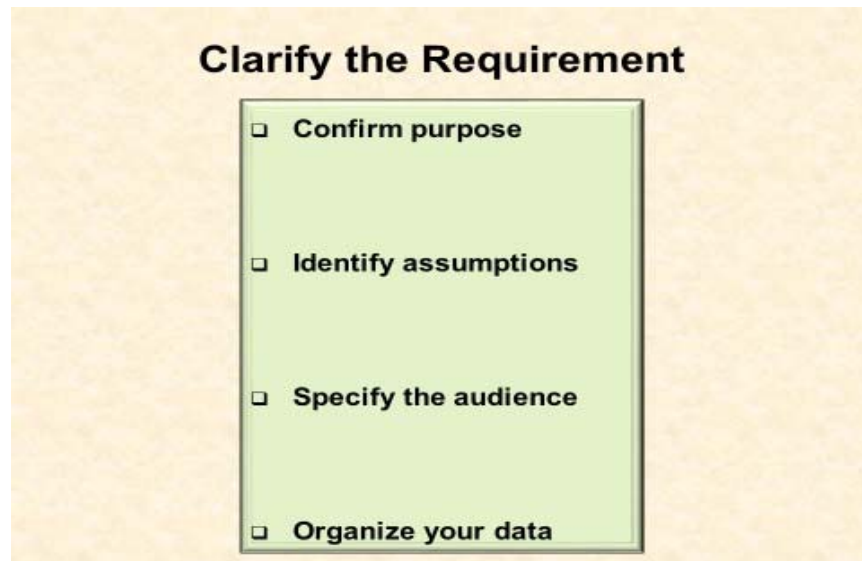 Clarify the Requirement
❑ Confirm purpose
❑ Identify assumptions
❑ Specify the audience
❑ Organize your data